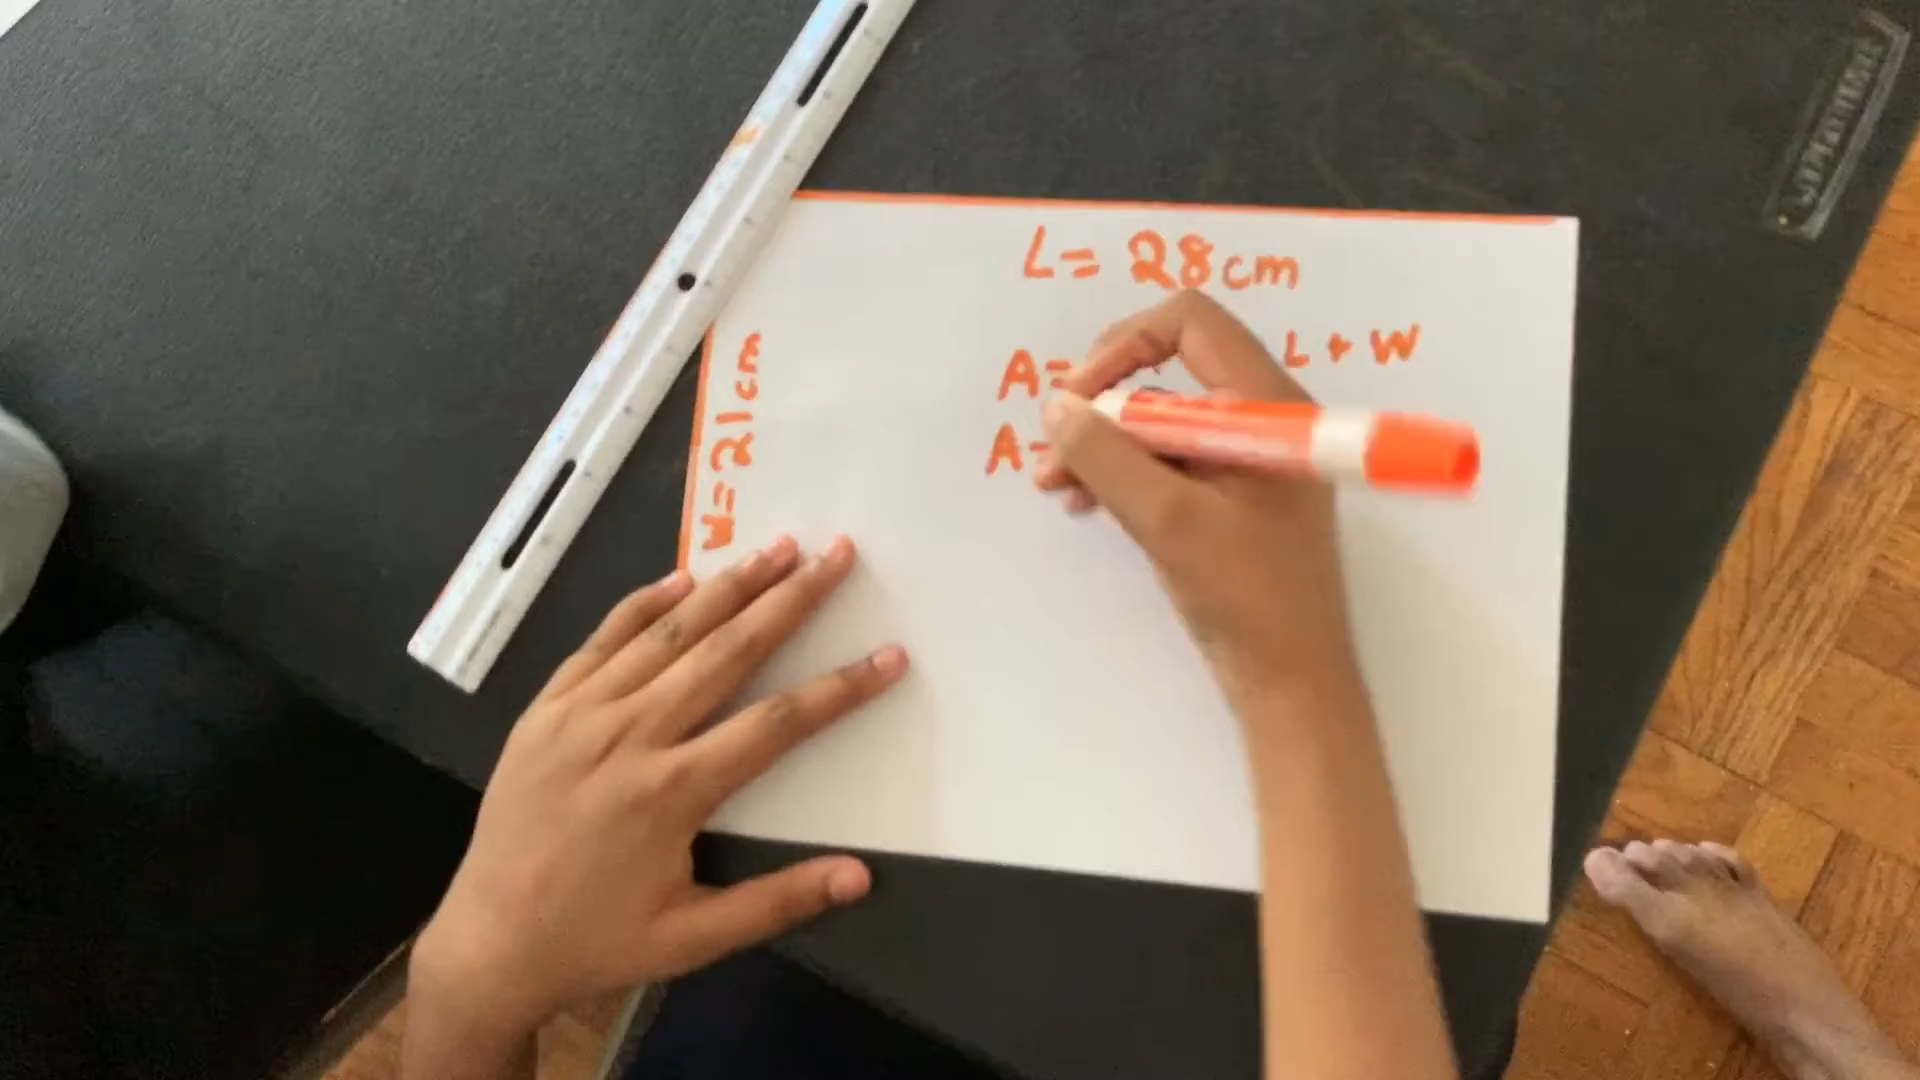 L = 28cm
W = 21cm
A = L + W
A =